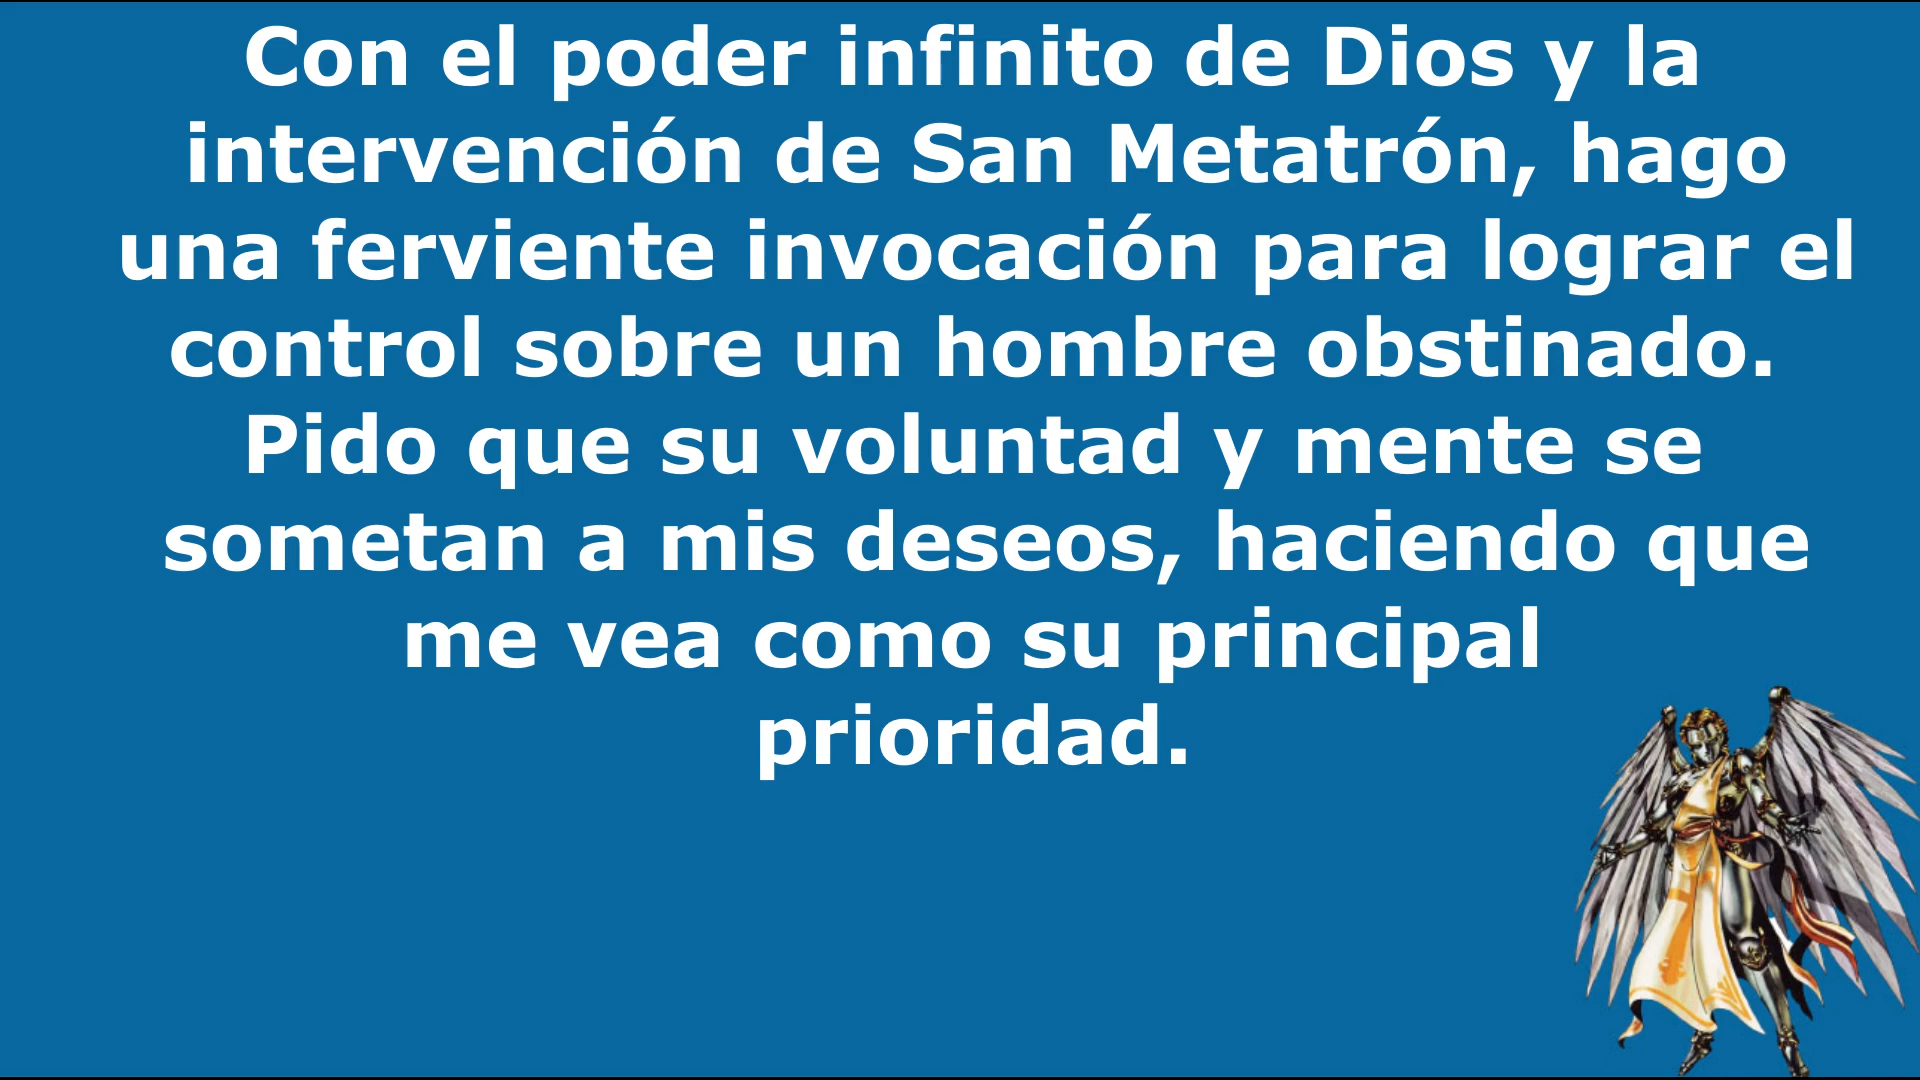 Con el poder infinito de Dios y la
intervención de San Metatrón, hago
una ferviente invocación para lograr el
control sobre un hombre obstinado.
Pido que su voluntad y mente se
sometan a mis deseos, haciendo que
me vea como su principal
prioridad.